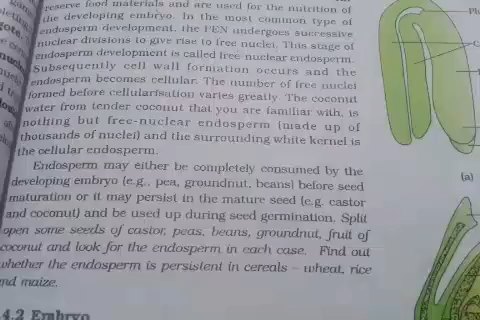 reserve food materials and are used for the nutrition of
the developing embryo. In the most common type of
endosperm development, the PEN undergoes successive
nuclear divisions to give rise to free nuclei. This stage of
endosperm development is called free-nuclear endosperm.
Subsequently cell wall formation occurs and the
endosperm becomes cellular. The number of free nuclei
formed before cellularisation varies greatly. The coconut
water from tender coconut that you are familiar with, is
nothing but free-nuclear endosperm (made up of
thousands of nuclei) and the surrounding white kernel is
the cellular endosperm.
Endosperm may either be completely consumed by the
developing embryo (e.g., pea, groundnut, beans) before seed
maturation or it may persist in the mature seed (e.g. castor
and coconut) and be used up during seed germination. Split
open some seeds of castor, peas, beans, groundnut, fruit of
coconut and look for the endosperm in each case. Find out
whether the endosperm is persistent in cereals – wheat, rice
and maize.
4.2 Embryo
(a)